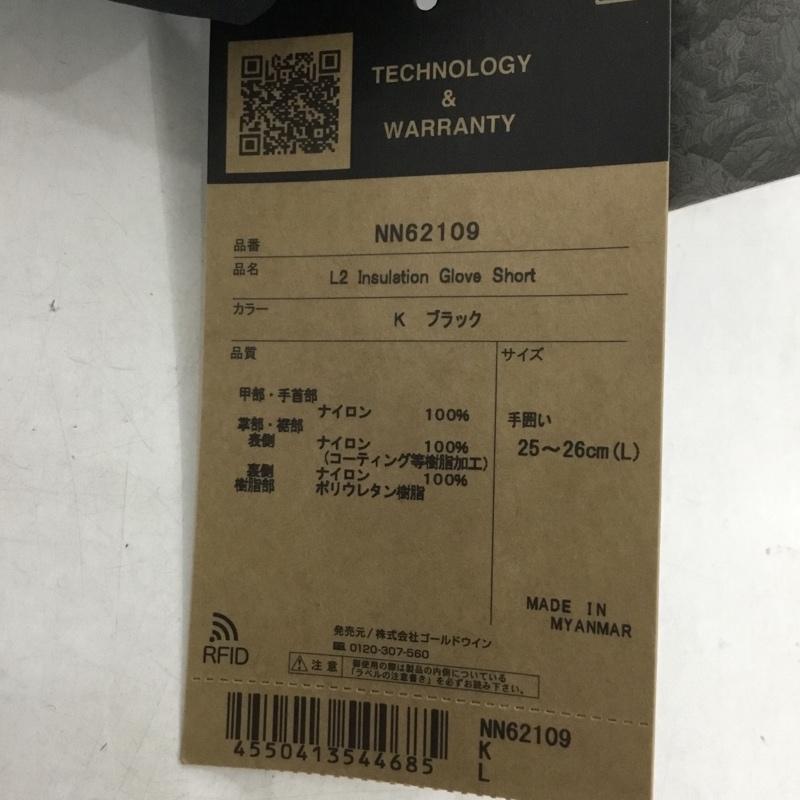 TECHNOLOGY
&
WARRANTY
品番 NN62109
品名 L2 Insulation Glove Short
カラー K ブラック
品質
甲部・手首部
ナイロン 100%
掌部・裾部
表側 ナイロン 100%
(コーティング等樹脂加工)
裏側 ナイロン 100%
樹脂部 ポリウレタン樹脂
サイズ
手囲い
25～26cm(L)
MADE IN
MYANMAR
RFID
発売元/株式会社ゴールドウイン
0120-307-560
注意
御使用の際は製品の内側についている
「ラベルの注意書き」を必ずお読み下さい。
4550413544685
NN62109
K
L